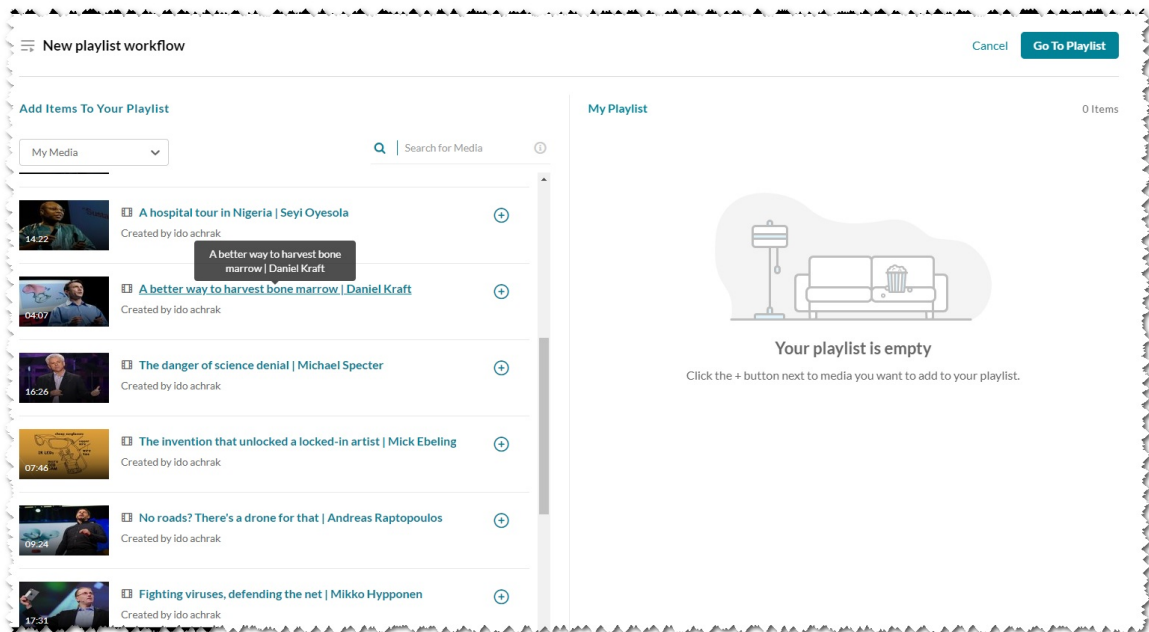 New playlist workflow
Cancel
Go To Playlist
Add Items To Your Playlist
My Media
Search for Media
A hospital tour in Nigeria | Seyi Oyesola
Created by ido achrak
14:22
A better way to harvest bone
marrow | Daniel Kraft
A better way to harvest bone marrow | Daniel Kraft
Created by ido achrak
04:07
The danger of science denial | Michael Specter
Created by ido achrak
16:26
The invention that unlocked a locked-in artist | Mick Ebeling
Created by ido achrak
07:46
No roads? There's a drone for that | Andreas Raptopoulos
Created by ido achrak
09:24
Fighting viruses, defending the net | Mikko Hypponen
Created by ido achrak
17:31
My Playlist
0 Items
Your playlist is empty
Click the + button next to media you want to add to your playlist.